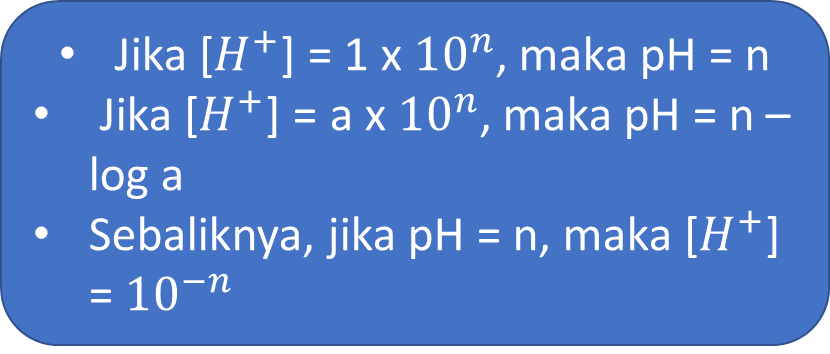 • Jika [𝐻⁺] = 1 x 10ⁿ, maka pH = n
• Jika [𝐻⁺] = a x 10ⁿ, maka pH = n –
log a
• Sebaliknya, jika pH = n, maka [𝐻⁺]
= 10⁻ⁿ